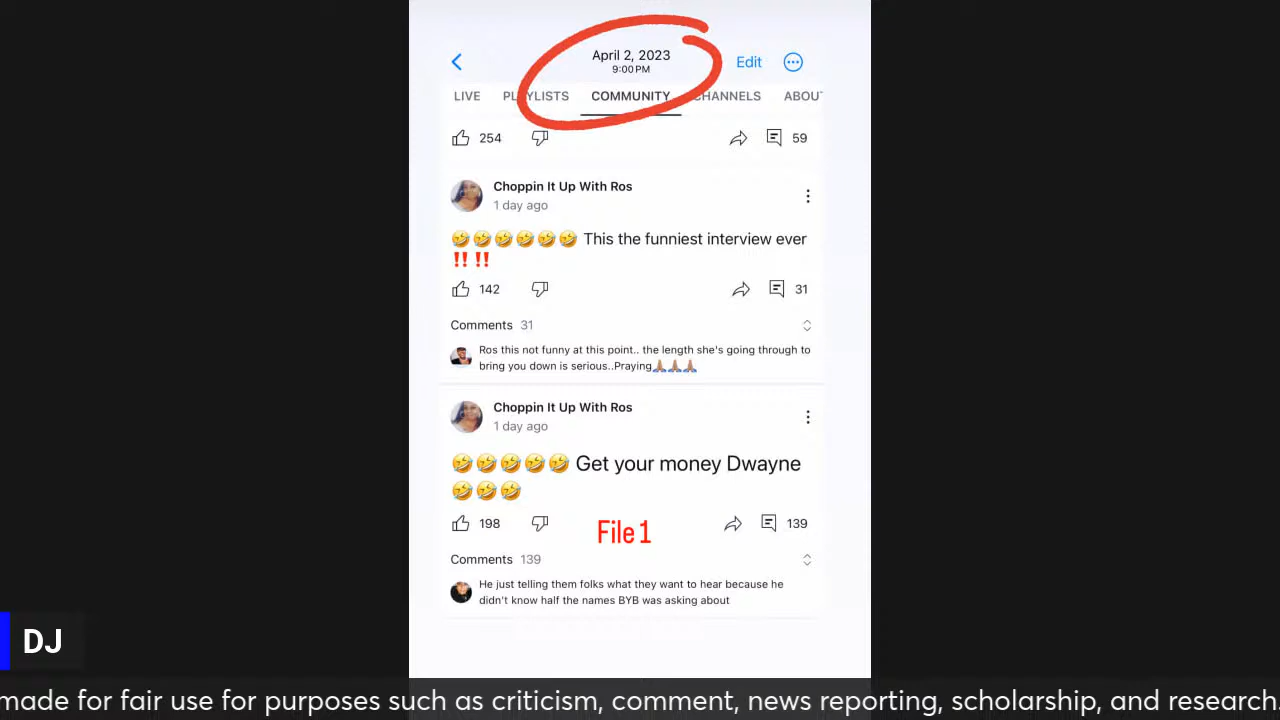 April 2, 2023
9:00 PM
Edit
LIVE PLAYLISTS COMMUNITY CHANNELS ABOU
254 59
Choppin It Up With Ros
1 day ago
🤣🤣🤣🤣🤣🤣 This the funniest interview ever
‼️‼️
142 31
Comments 31
Ros this not funny at this point.. the length she's going through to
bring you down is serious..Praying🙏🏽🙏🏽🙏🏽
Choppin It Up With Ros
1 day ago
🤣🤣🤣🤣🤣 Get your money Dwayne
🤣🤣🤣
198 139
File 1
Comments 139
He just telling them folks what they want to hear because he
didn't know half the names BYB was asking about
DJ
made for fair use for purposes such as criticism, comment, news reporting, scholarship, and research.